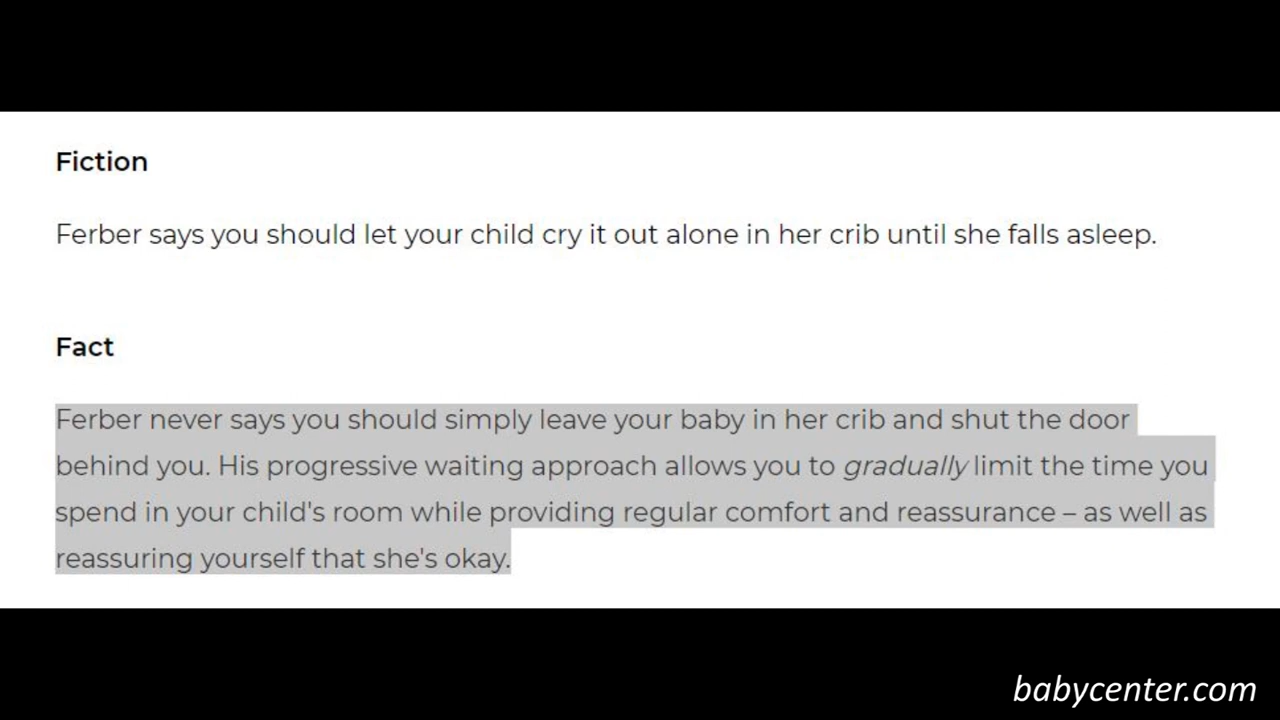 Fiction
Ferber says you should let your child cry it out alone in her crib until she falls asleep.
Fact
Ferber never says you should simply leave your baby in her crib and shut the door
behind you. His progressive waiting approach allows you to gradually limit the time you
spend in your child's room while providing regular comfort and reassurance – as well as
reassuring yourself that she's okay.
babycenter.com